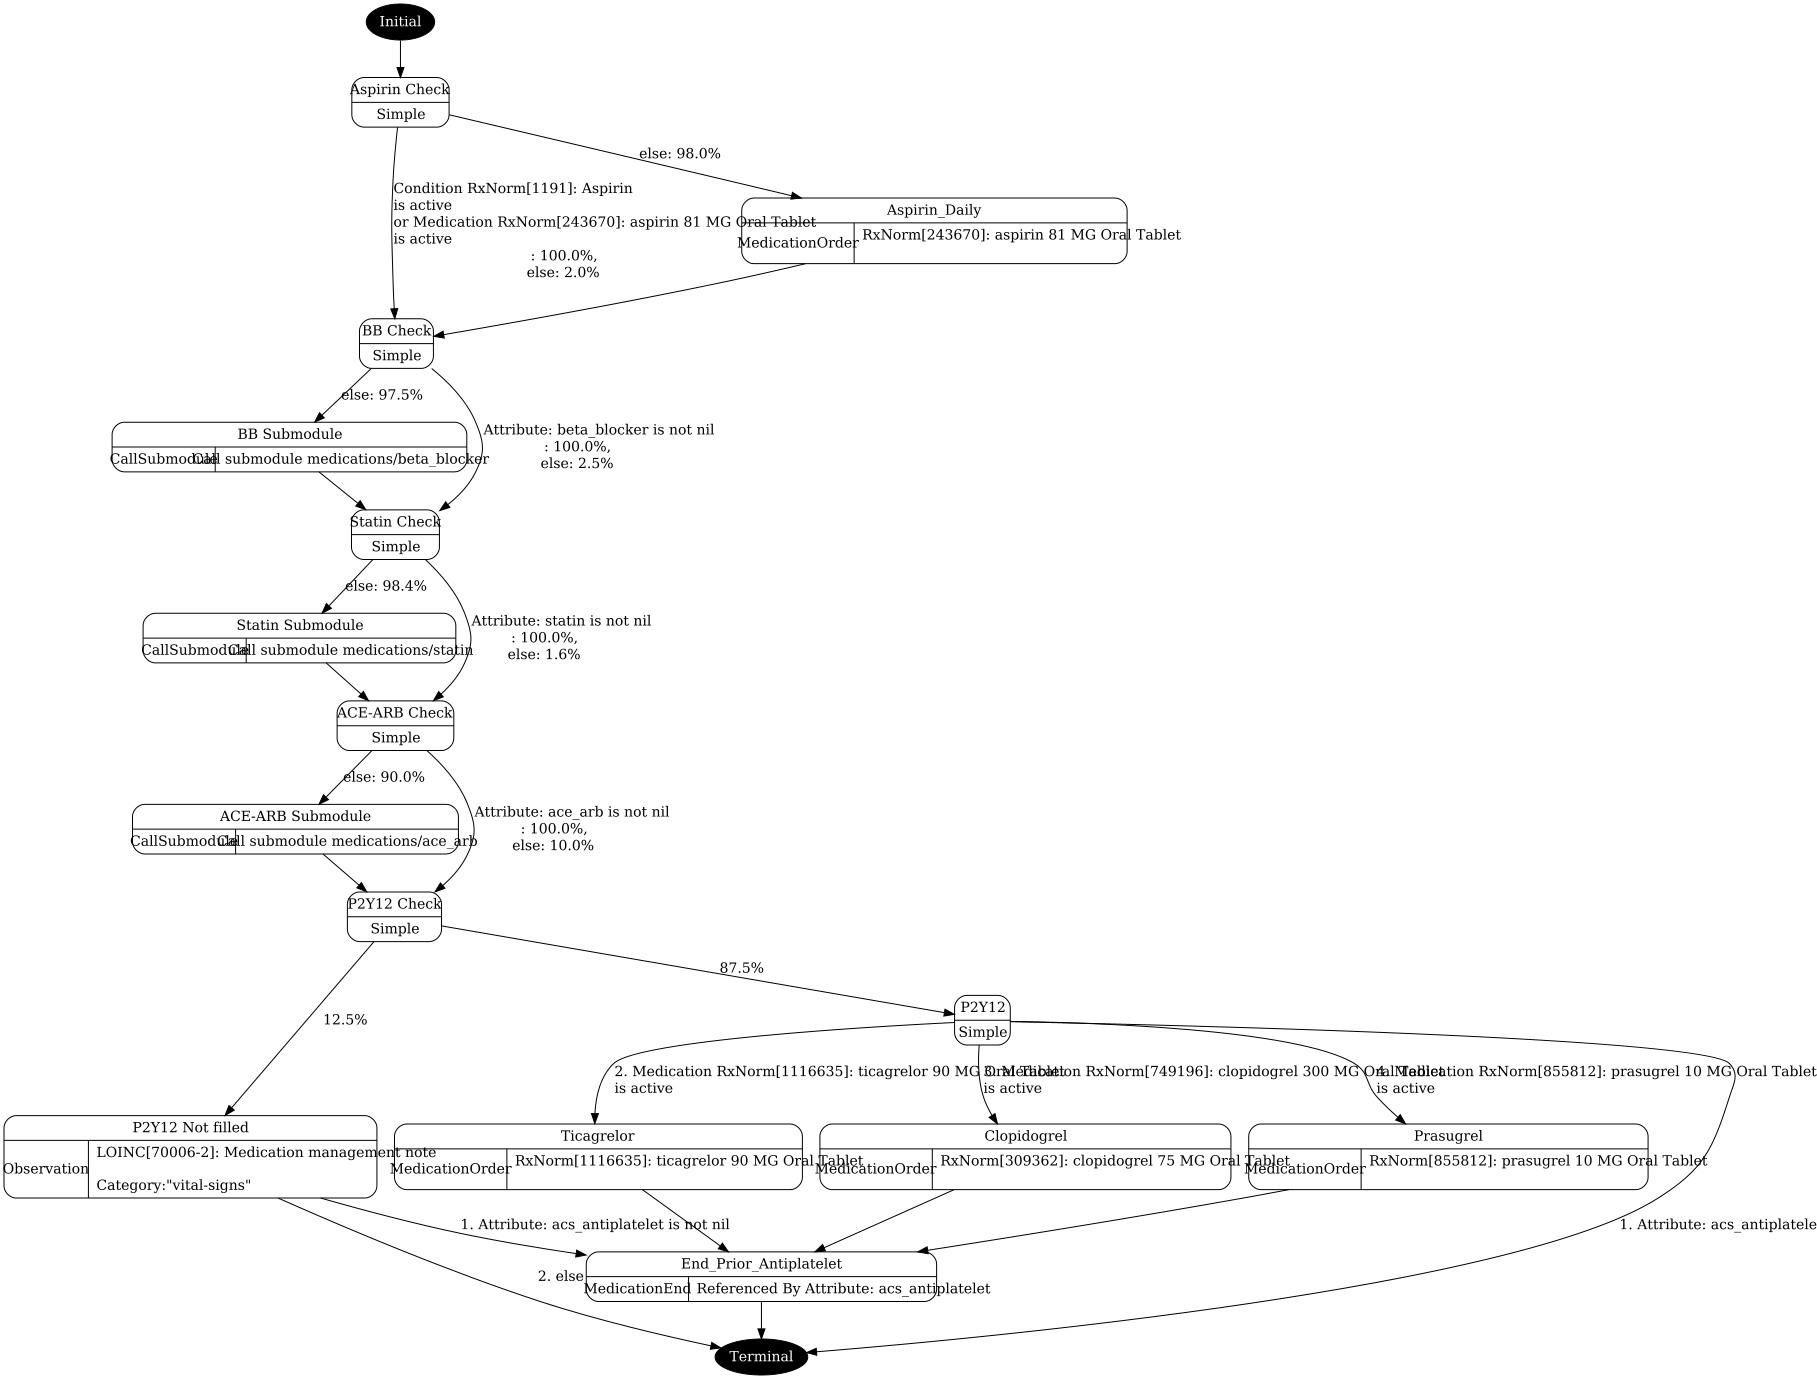 Initial
Aspirin Check
Simple
else: 98.0%
Condition RxNorm[1191]: Aspirin
is active
or Medication RxNorm[243670]: aspirin 81 MG Oral Tablet
is active
: 100.0%,
else: 2.0%
Aspirin_Daily
MedicationOrder
RxNorm[243670]: aspirin 81 MG Oral Tablet
BB Check
Simple
else: 97.5%
Attribute: beta_blocker is not nil
: 100.0%,
else: 2.5%
BB Submodule
CallSubmodule
Call submodule medications/beta_blocker
Statin Check
Simple
else: 98.4%
Attribute: statin is not nil
: 100.0%,
else: 1.6%
Statin Submodule
CallSubmodule
Call submodule medications/statin
ACE-ARB Check
Simple
else: 90.0%
Attribute: ace_arb is not nil
: 100.0%,
else: 10.0%
ACE-ARB Submodule
CallSubmodule
Call submodule medications/ace_arb
P2Y12 Check
Simple
87.5%
12.5%
P2Y12
Simple
2. Medication RxNorm[1116635]: ticagrelor 90 MG Oral Tablet
is active
3. Medication RxNorm[749196]: clopidogrel 300 MG Oral Tablet
is active
4. Medication RxNorm[855812]: prasugrel 10 MG Oral Tablet
is active
P2Y12 Not filled
Observation
LOINC[70006-2]: Medication management note
Category:"vital-signs"
Ticagrelor
MedicationOrder
RxNorm[1116635]: ticagrelor 90 MG Oral Tablet
Clopidogrel
MedicationOrder
RxNorm[309362]: clopidogrel 75 MG Oral Tablet
Prasugrel
MedicationOrder
RxNorm[855812]: prasugrel 10 MG Oral Tablet
1. Attribute: acs_antiplatelet is not nil
1. Attribute: acs_antiplatele
2. else
End_Prior_Antiplatelet
MedicationEnd
Referenced By Attribute: acs_antiplatelet
Terminal